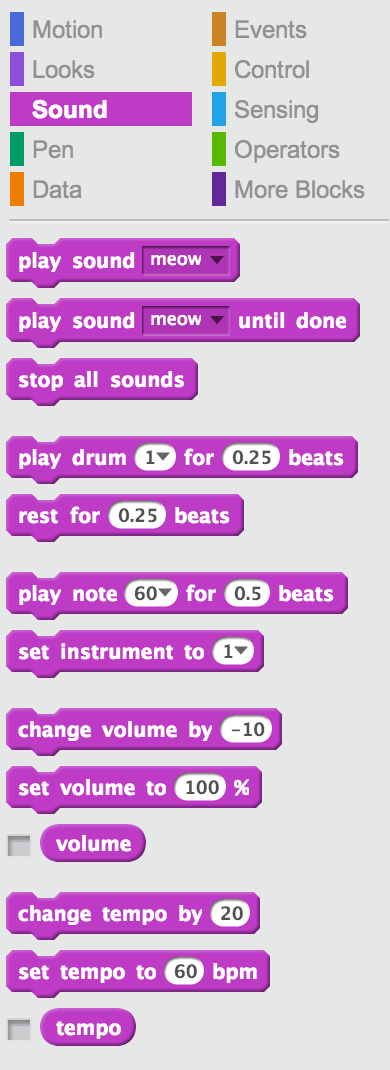 Motion Events
Looks Control
Sound Sensing
Pen Operators
Data More Blocks
play sound meow
play sound meow until done
stop all sounds
play drum 1 for 0.25 beats
rest for 0.25 beats
play note 60 for 0.5 beats
set instrument to 1
change volume by -10
set volume to 100 %
volume
change tempo by 20
set tempo to 60 bpm
tempo